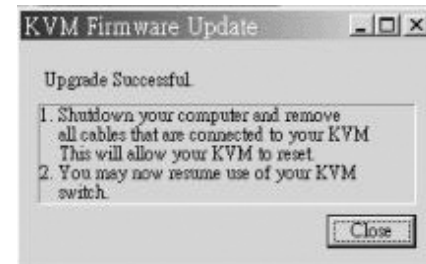 KVM Firmware Update
Upgrade Successful.
1. Shutdown your computer and remove
all cables that are connected to your KVM
This will allow your KVM to reset.
2. You may now resume use of your KVM
switch.
Close